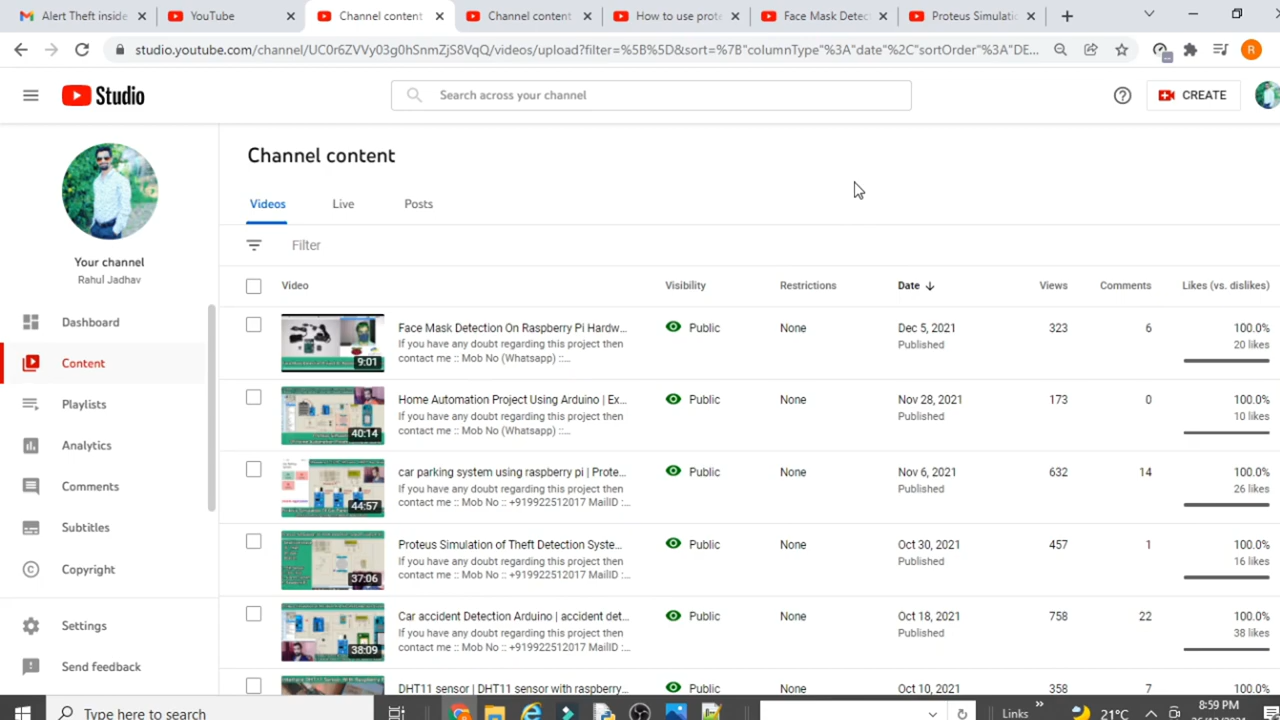 Alert Theft inside
YouTube
Channel content
Channel content
How to use prote
Face Mask Detec
Proteus Simulatic
studio.youtube.com/channel/UC0r6ZVVy03g0hSnmZjS8VqQ/videos/upload?filter=%5B%5D&sort=%7B"columnType"%3A"date"%2C"sortOrder"%3A"DE...
R
Studio
Search across your channel
CREATE
Channel content
Videos Live Posts
Your channel
Rahul Jadhav
Filter
Video Visibility Restrictions Date Views Comments Likes (vs. dislikes)
Dashboard
Content
Playlists
Analytics
Comments
Subtitles
Copyright
Settings
Send feedback
Face Mask Detection On Raspberry Pi Hardw... Public None Dec 5, 2021 323 6 100.0%
If you have any doubt regarding this project then Published 20 likes
contact me :: Mob No (Whatsapp) ::...
9:01
Home Automation Project Using Arduino | Ex... Public None Nov 28, 2021 173 0 100.0%
If you have any doubt regarding this project then Published 10 likes
contact me :: Mob No (Whatsapp) ::...
40:14
car parking system using raspberry pi | Prote... Public None Nov 6, 2021 632 14 100.0%
If you have any doubt regarding this project then Published 26 likes
contact me :: Mob No :: +919922512017 MailID :...
44:57
Proteus Simulation Theft Detection Syste... Public None Oct 30, 2021 457 1 100.0%
If you have any doubt regarding this project then Published 16 likes
contact me :: Mob No :: +919922512017 MailID :...
37:06
Car accident Detection Arduino | accident det... Public None Oct 18, 2021 758 22 100.0%
If you have any doubt regarding this project then Published 38 likes
contact me :: Mob No :: +919922512017 MailID :...
38:09
Public None Oct 10, 2021 7 100.0%
Type here to search
Links
21°C
8:59 PM